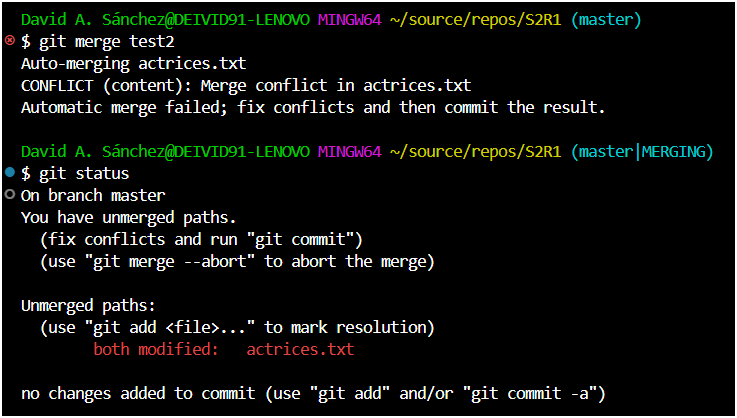 David A. Sánchez@DEIVID91-LENOVO MINGW64 ~/source/repos/S2R1 (master)
$ git merge test2
Auto-merging actrices.txt
CONFLICT (content): Merge conflict in actrices.txt
Automatic merge failed; fix conflicts and then commit the result.
David A. Sánchez@DEIVID91-LENOVO MINGW64 ~/source/repos/S2R1 (master|MERGING)
$ git status
On branch master
You have unmerged paths.
  (fix conflicts and run "git commit")
  (use "git merge --abort" to abort the merge)
Unmerged paths:
  (use "git add <file>..." to mark resolution)
        both modified:   actrices.txt
no changes added to commit (use "git add" and/or "git commit -a")